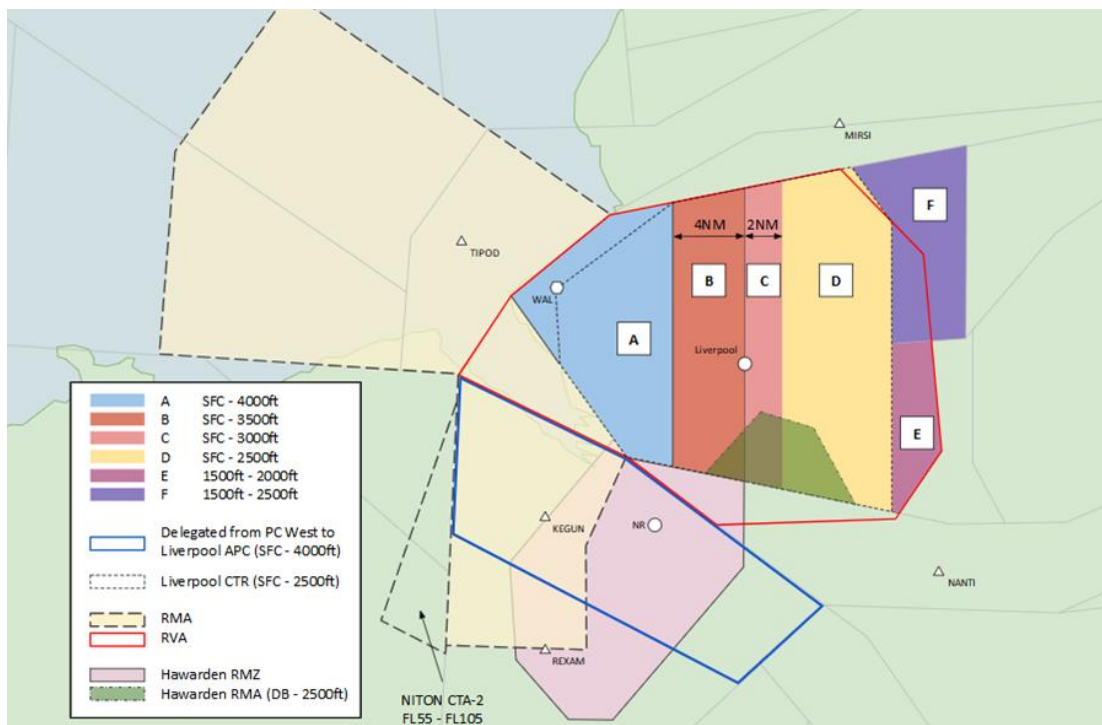 MIRSI
F
4NM
2NM
TIPOD
WAL
B
C
D
A
Liverpool
E
A SFC - 4000ft
B SFC - 3500ft
C SFC - 3000ft
D SFC - 2500ft
E 1500ft - 2000ft
F 1500ft - 2500ft
Delegated from PC West to
Liverpool APC (SFC - 4000ft)
Liverpool CTR (SFC - 2500ft)
RMA
RVA
Hawarden RMZ
Hawarden RMA (DB - 2500ft)
KEGUN
NR
NANTI
REXAM
NITON CTA-2
FL55 - FL105